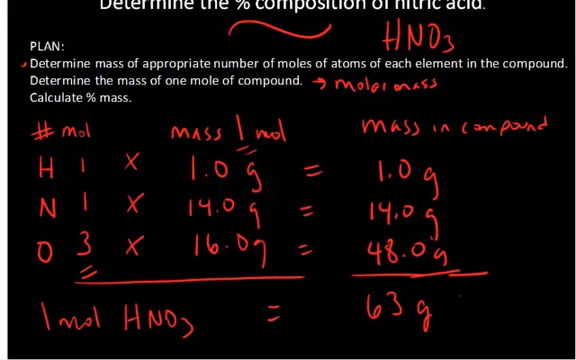 Determine the % composition of nitric acid.
HNO3
PLAN:
Determine mass of appropriate number of moles of atoms of each element in the compound.
Determine the mass of one mole of compound. → molar mass
Calculate % mass.
# mol mass 1 mol mass in compound
H 1 x 1.0 g = 1.0 g
N 1 x 14.0 g = 14.0 g
O 3 x 16.0 g = 48.0 g
1 mol HNO3 = 63 g